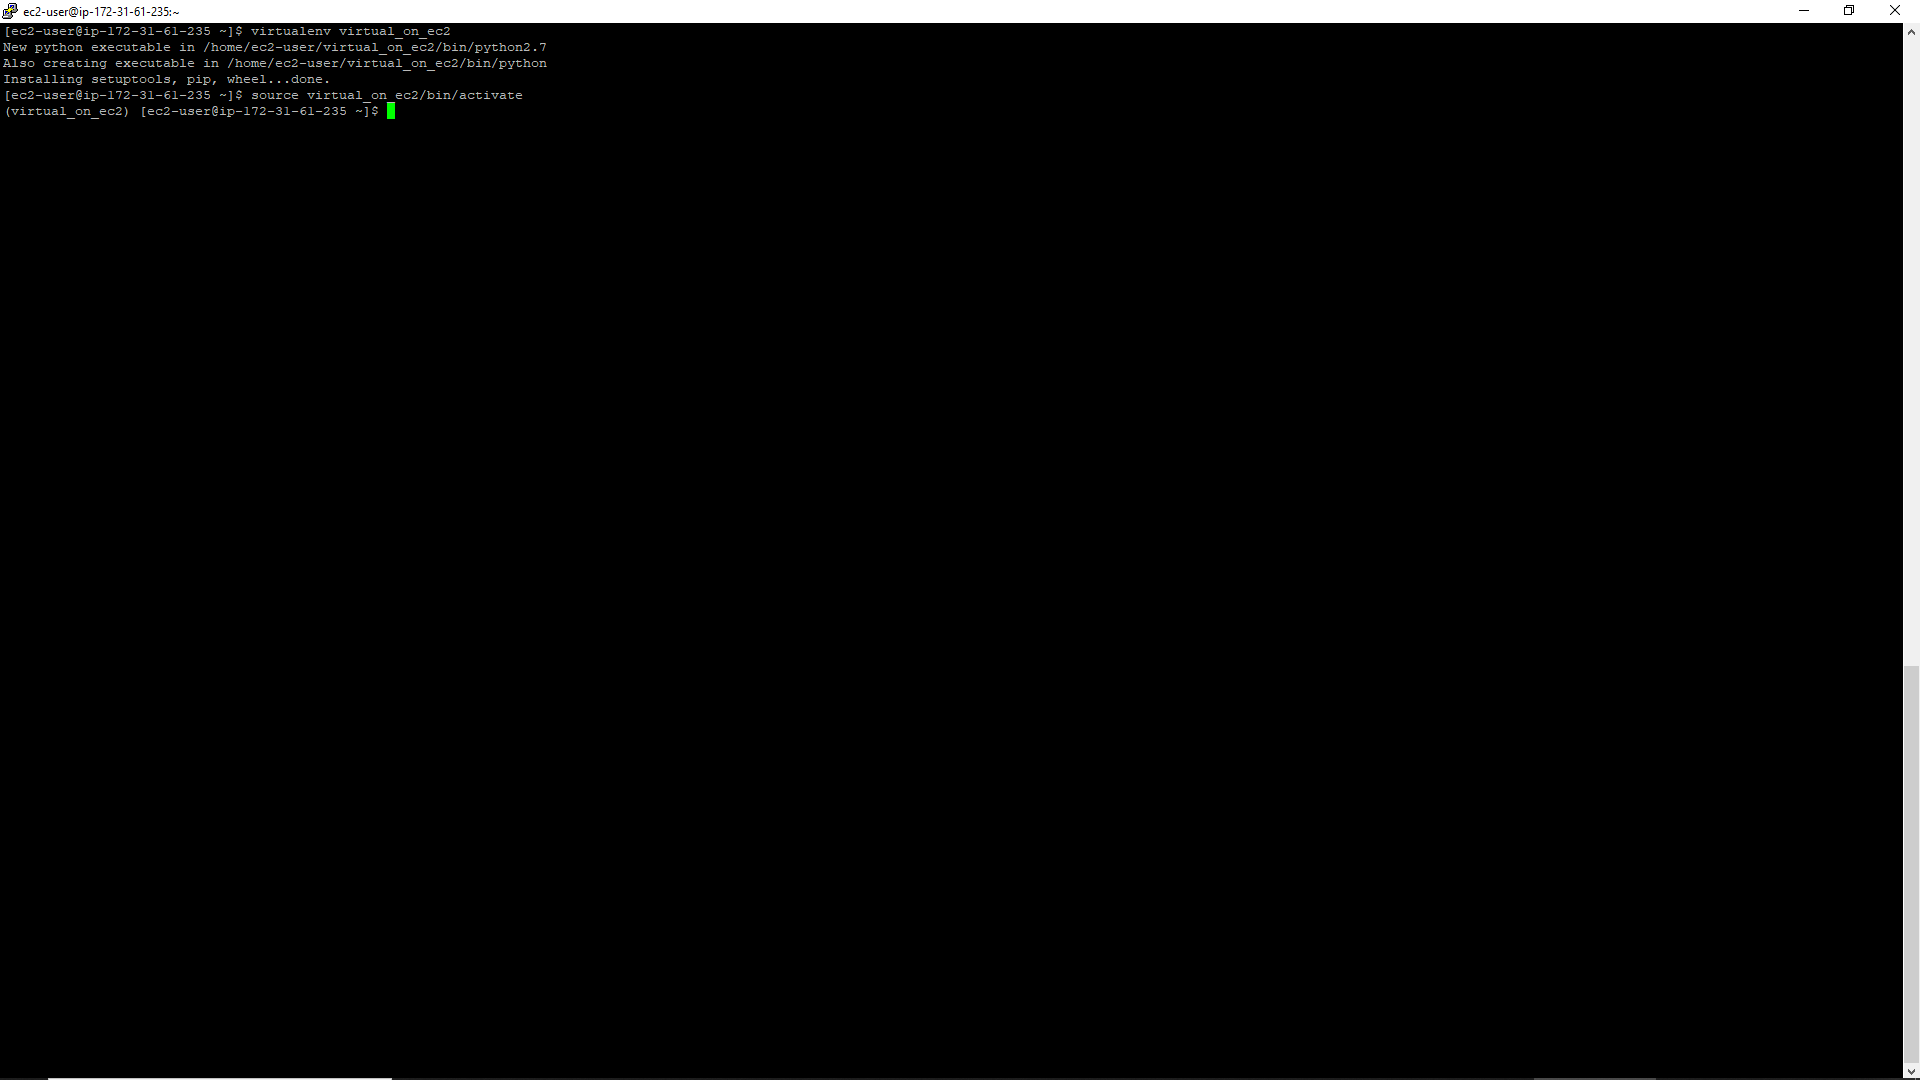 ec2-user@ip-172-31-61-235:~
[ec2-user@ip-172-31-61-235 ~]$ virtualenv virtual_on_ec2
New python executable in /home/ec2-user/virtual_on_ec2/bin/python2.7
Also creating executable in /home/ec2-user/virtual_on_ec2/bin/python
Installing setuptools, pip, wheel...done.
[ec2-user@ip-172-31-61-235 ~]$ source virtual_on_ec2/bin/activate
(virtual_on_ec2) [ec2-user@ip-172-31-61-235 ~]$